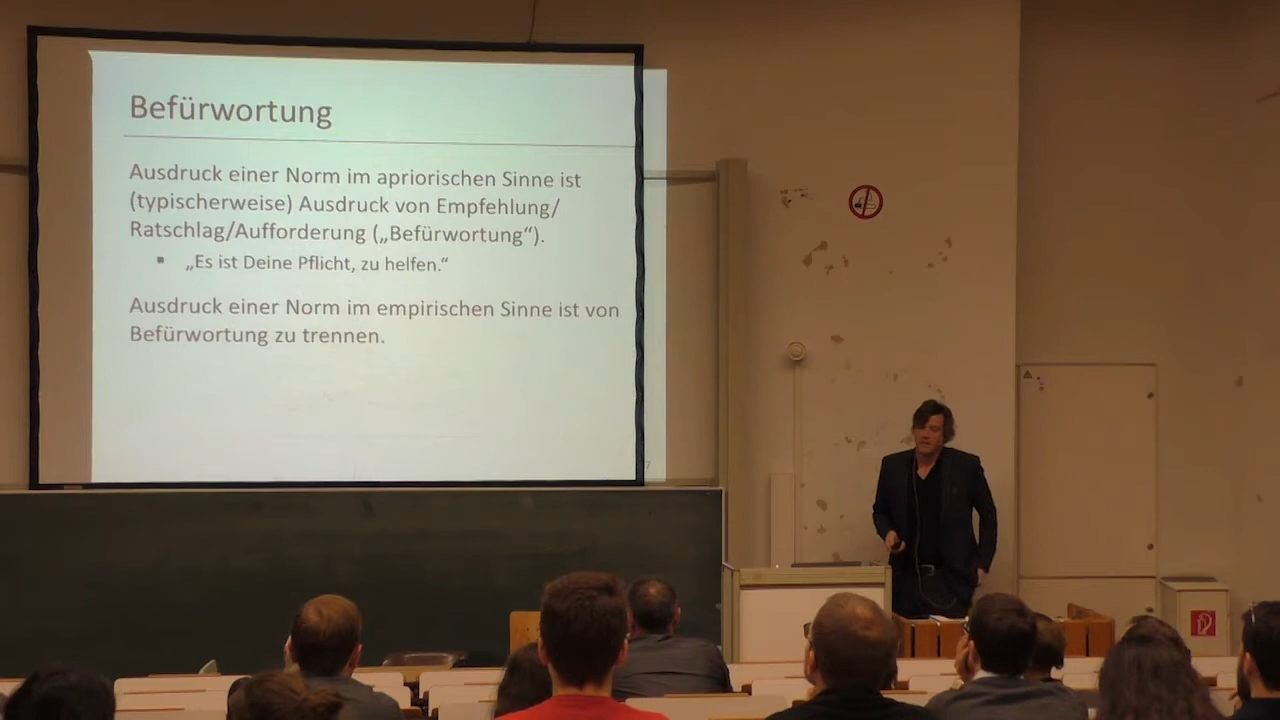 Befürwortung
Ausdruck einer Norm im apriorischen Sinne ist
(typischerweise) Ausdruck von Empfehlung/
Ratschlag/Aufforderung („Befürwortung“).
▪ „Es ist Deine Pflicht, zu helfen.“
Ausdruck einer Norm im empirischen Sinne ist von
Befürwortung zu trennen.
7